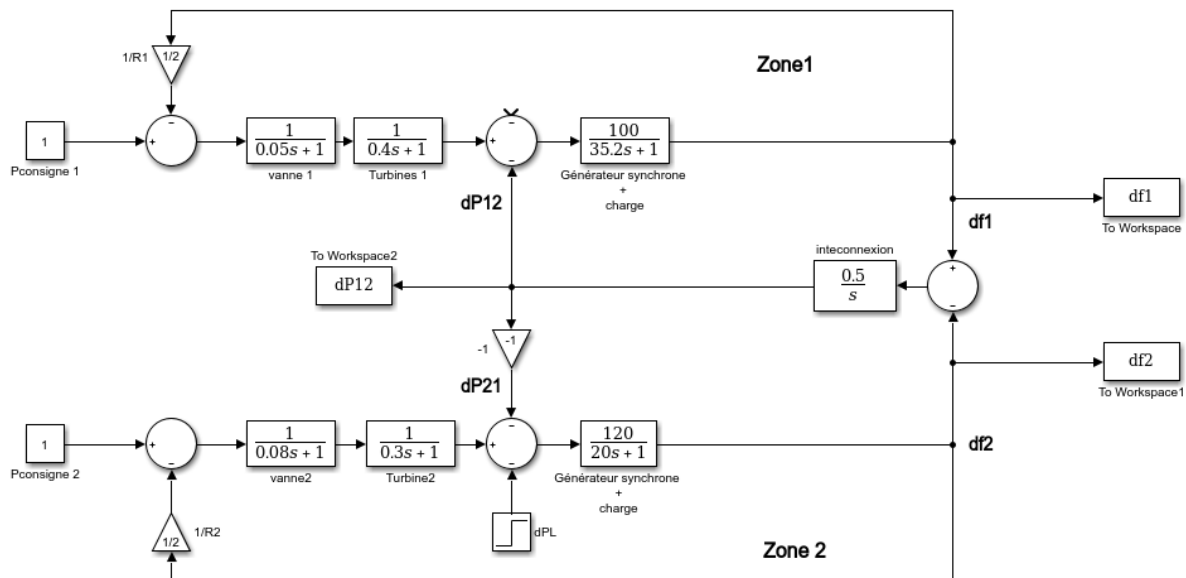 Zone1
1/R1
1/2
1
Pconsigne 1
1
0.05s + 1
vanne 1
1
0.4s + 1
Turbines 1
100
35.2s + 1
Générateur synchrone
+
charge
+
−
+
−
−
dP12
df1
To Workspace
df1
To Workspace2
dP12
inteconnexion
0.5
s
+
−
-1
-1
dP21
df2
To Workspace1
df2
1
Pconsigne 2
+
−
1
0.08s + 1
vanne2
1
0.3s + 1
Turbine2
+
−
−
120
20s + 1
Générateur synchrone
+
charge
1/2
1/R2
dPL
Zone 2